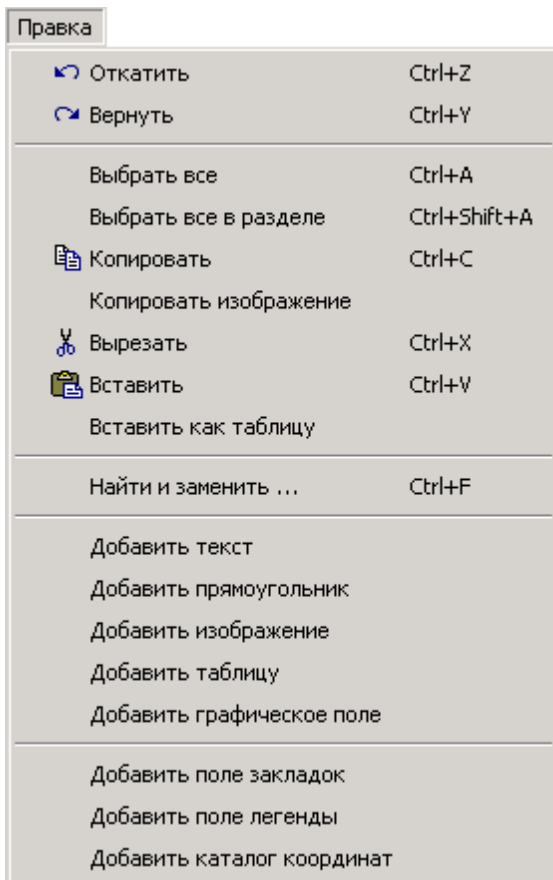 Правка
Откатить Ctrl+Z
Вернуть Ctrl+Y
Выбрать все Ctrl+A
Выбрать все в разделе Ctrl+Shift+A
Копировать Ctrl+C
Копировать изображение
Вырезать Ctrl+X
Вставить Ctrl+V
Вставить как таблицу
Найти и заменить ... Ctrl+F
Добавить текст
Добавить прямоугольник
Добавить изображение
Добавить таблицу
Добавить графическое поле
Добавить поле закладок
Добавить поле легенды
Добавить каталог координат